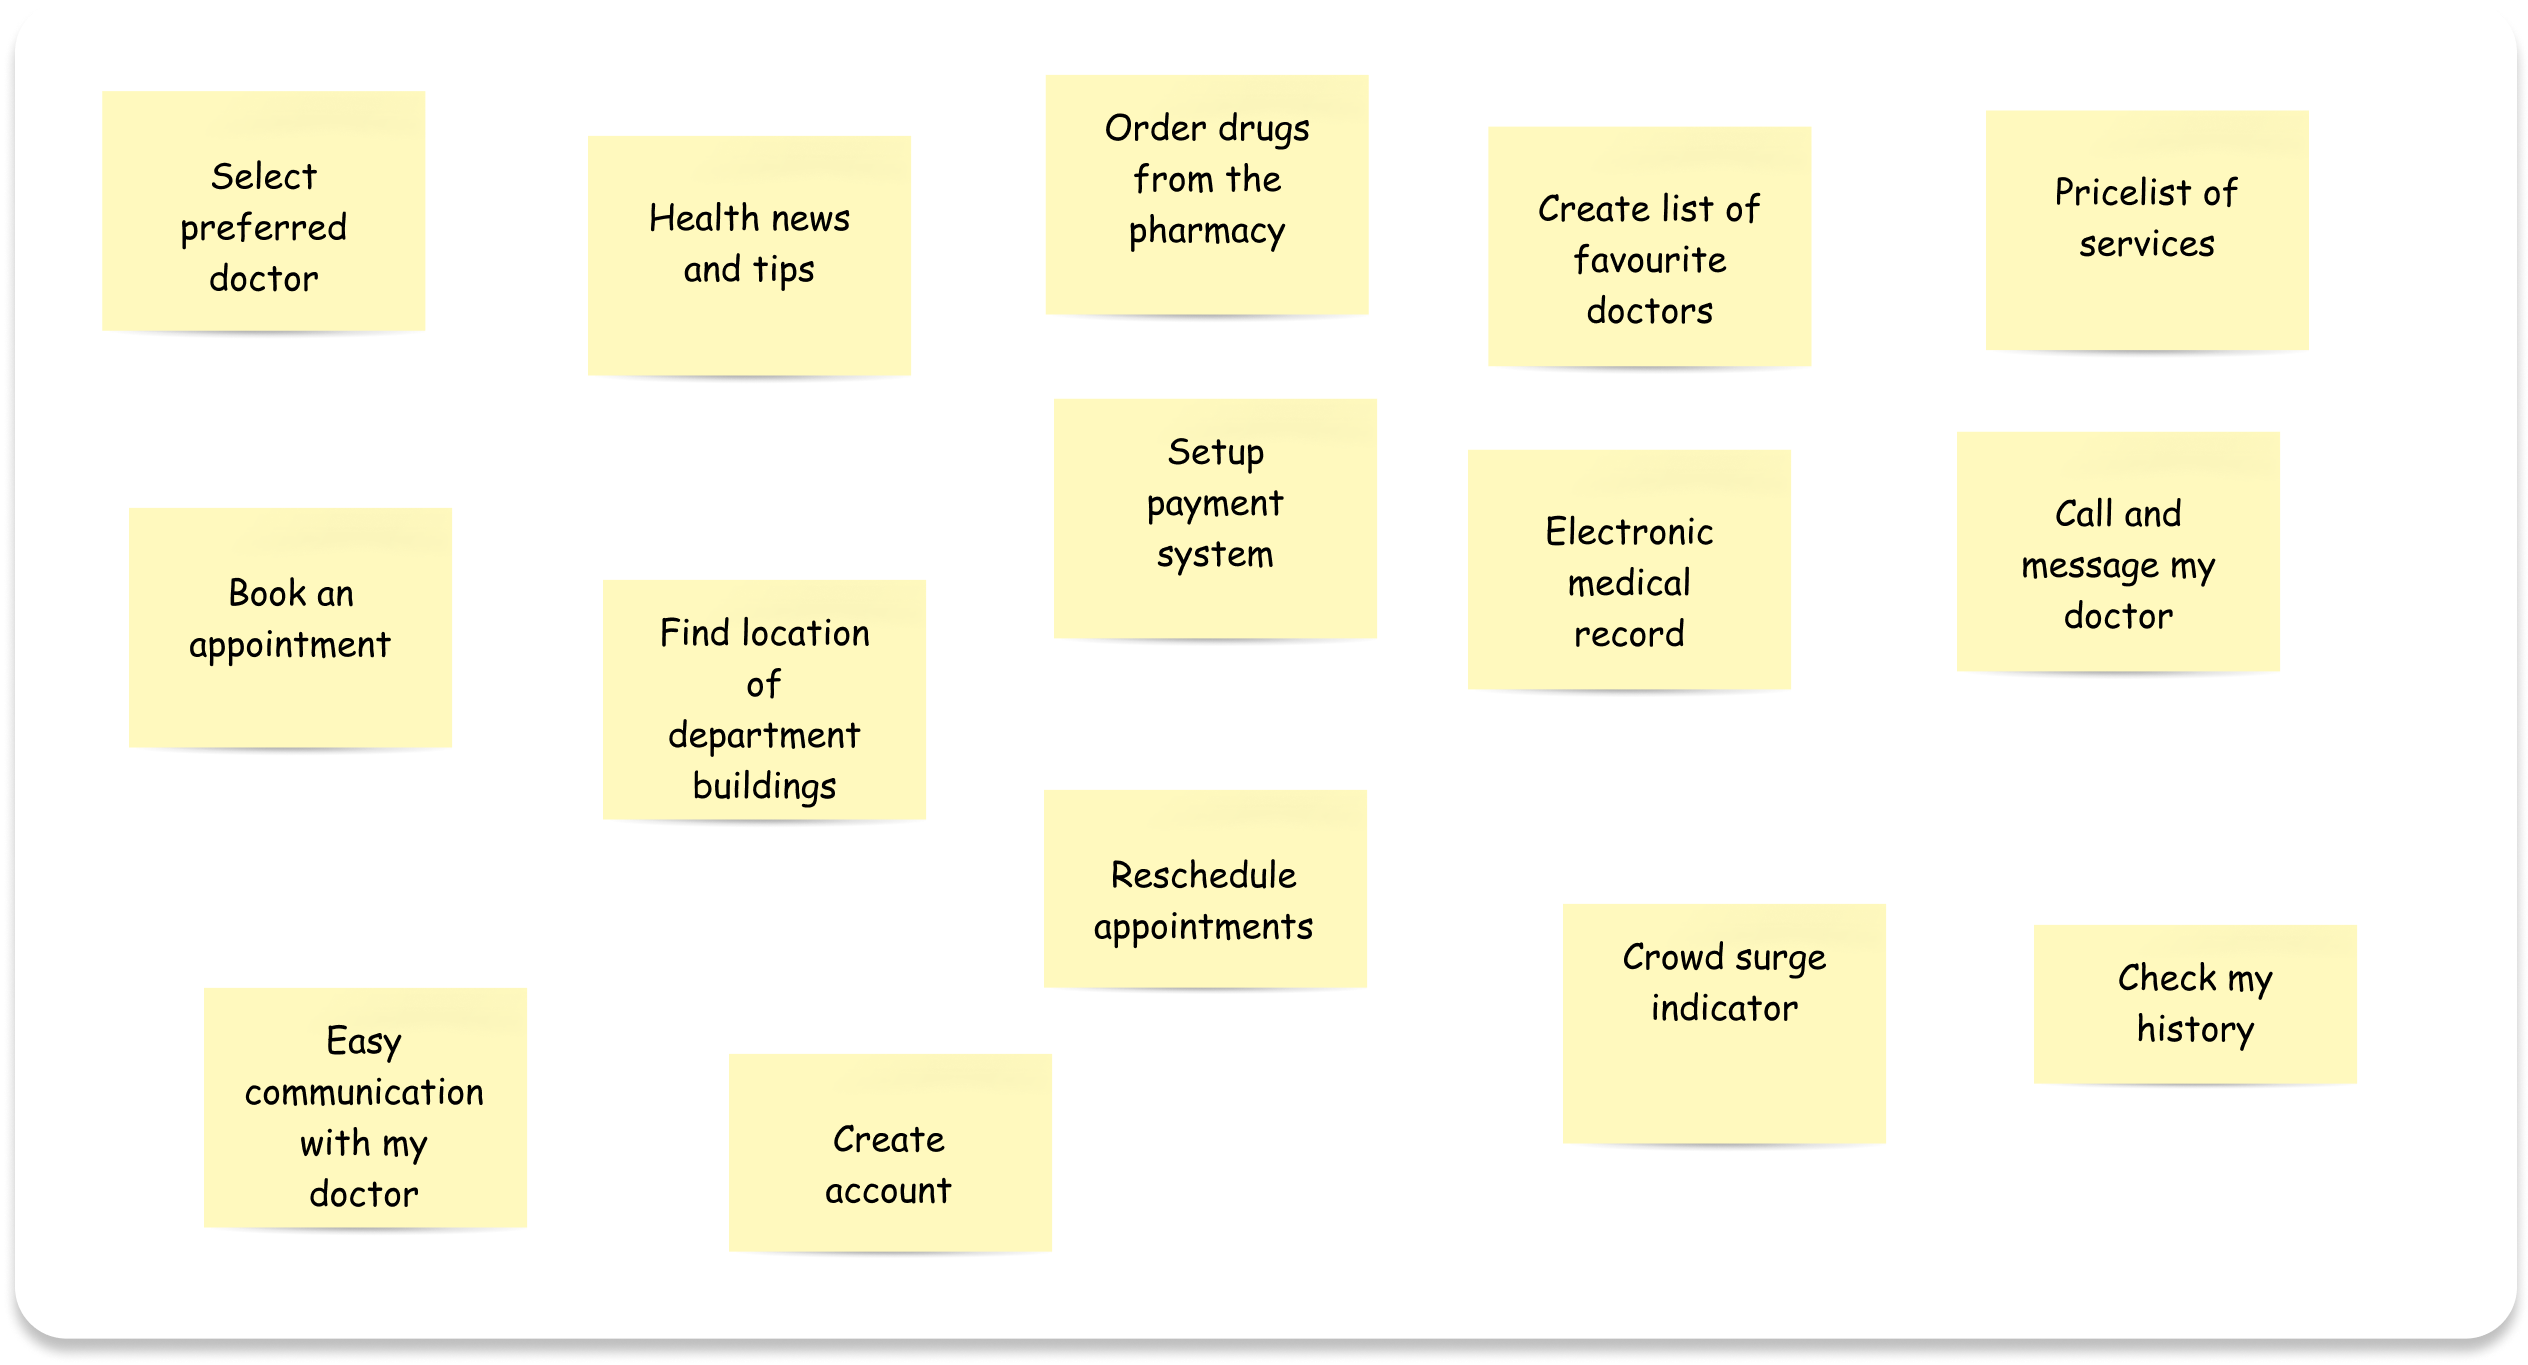 Select
preferred
doctor
Health news
and tips
Order drugs
from the
pharmacy
Create list of
favourite
doctors
Pricelist of
services
Book an
appointment
Find location
of
department
buildings
Setup
payment
system
Electronic
medical
record
Call and
message my
doctor
Reschedule
appointments
Crowd surge
indicator
Check my
history
Easy
communication
with my
doctor
Create
account